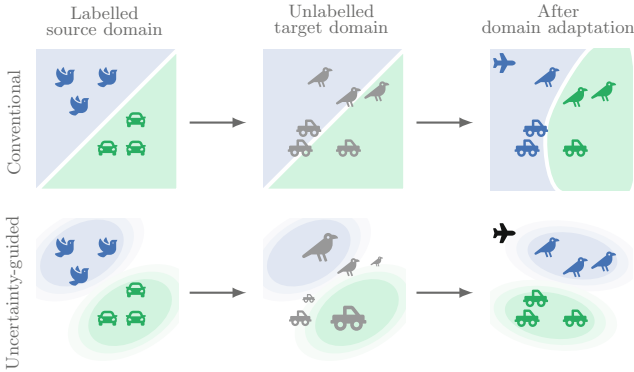 Labelled
source domain
Unlabelled
target domain
After
domain adaptation
Conventional
Uncertainty-guided